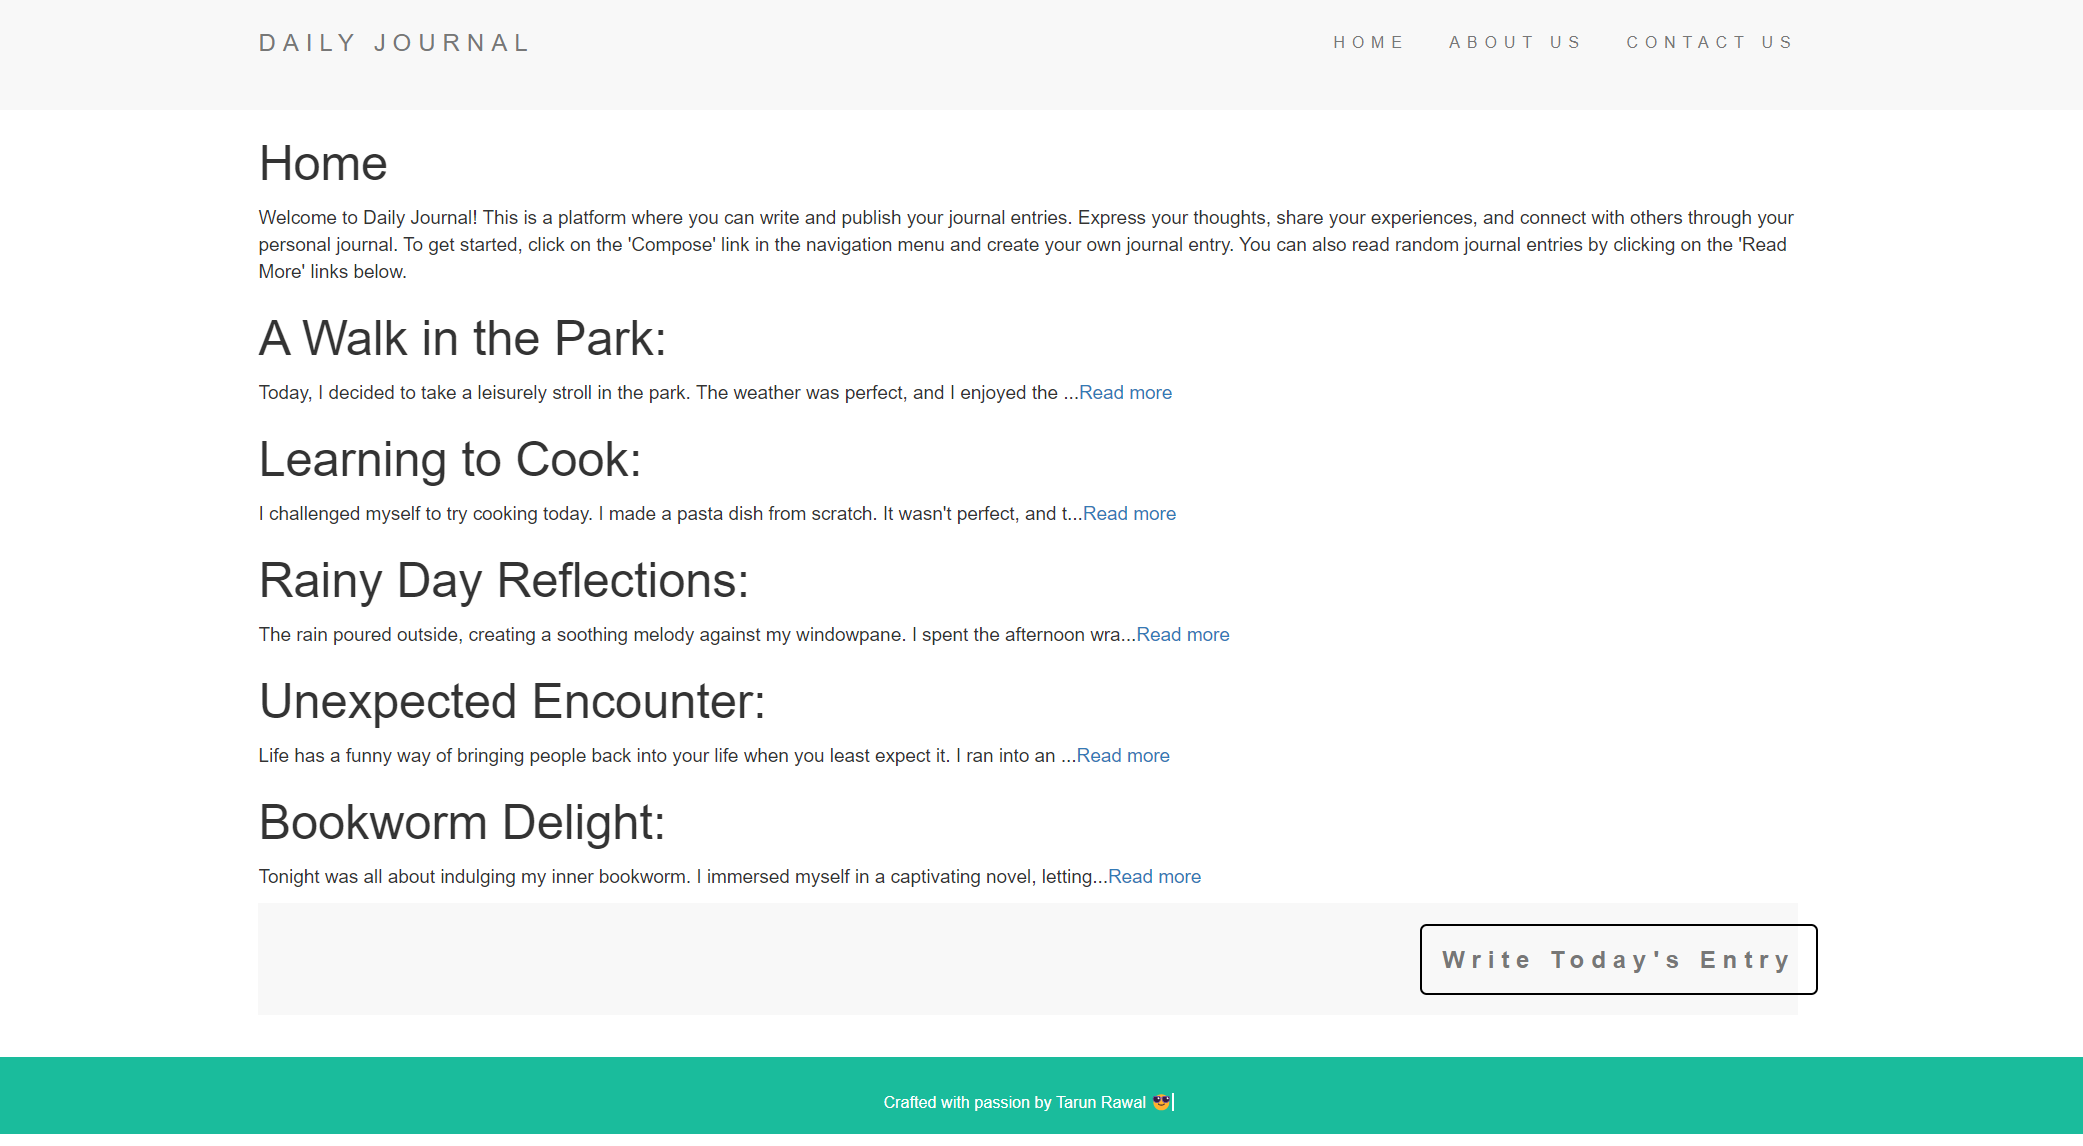 DAILY JOURNAL
HOME ABOUT US CONTACT US
Home
Welcome to Daily Journal! This is a platform where you can write and publish your journal entries. Express your thoughts, share your experiences, and connect with others through your
personal journal. To get started, click on the 'Compose' link in the navigation menu and create your own journal entry. You can also read random journal entries by clicking on the 'Read
More' links below.
A Walk in the Park:
Today, I decided to take a leisurely stroll in the park. The weather was perfect, and I enjoyed the ...Read more
Learning to Cook:
I challenged myself to try cooking today. I made a pasta dish from scratch. It wasn't perfect, and t...Read more
Rainy Day Reflections:
The rain poured outside, creating a soothing melody against my windowpane. I spent the afternoon wra...Read more
Unexpected Encounter:
Life has a funny way of bringing people back into your life when you least expect it. I ran into an ...Read more
Bookworm Delight:
Tonight was all about indulging my inner bookworm. I immersed myself in a captivating novel, letting...Read more
Write Today's Entry
Crafted with passion by Tarun Rawal 😎|